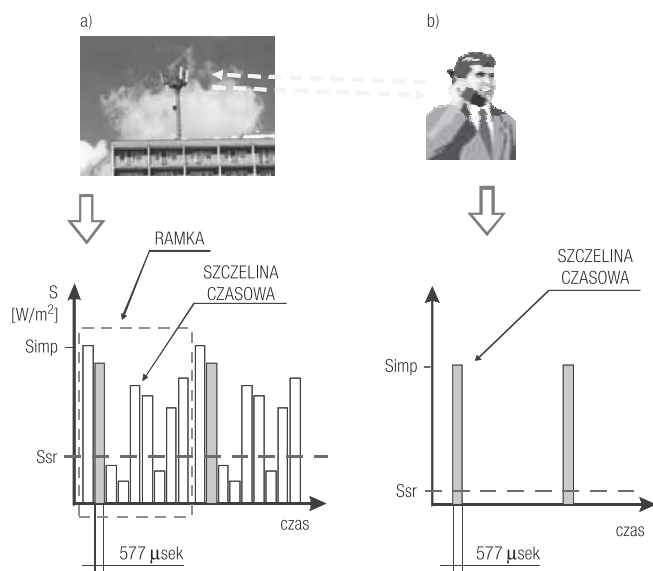 a)
b)
RAMKA
SZCZELINA
CZASOWA
S
[W/m²]
Simp
Ssr
czas
577 μsek
SZCZELINA
CZASOWA
Simp
Ssr
czas
577 μsek